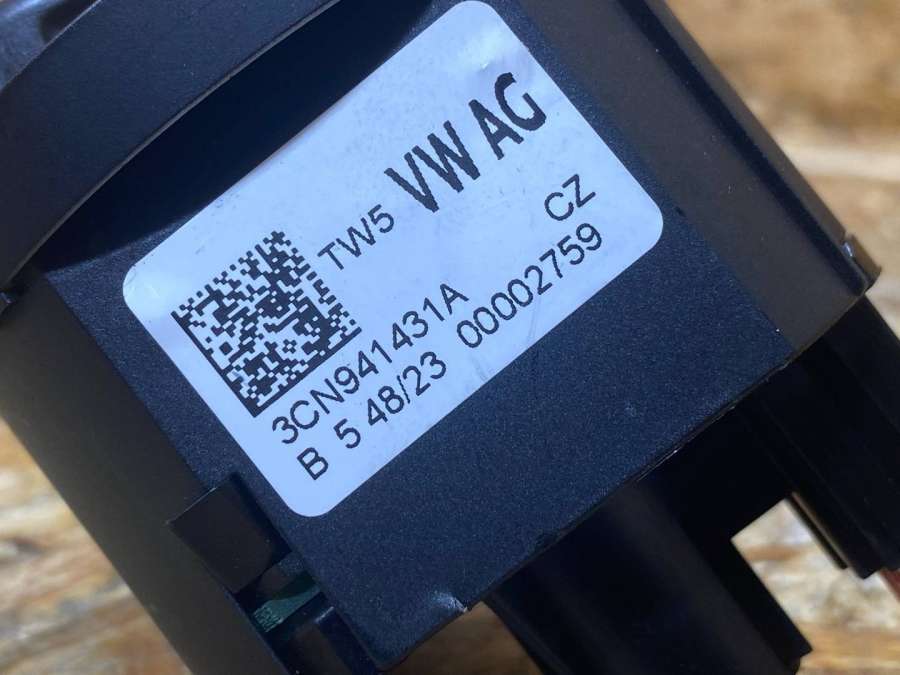 TW5 VW AG
CZ
3CN941431A
B 5 48/23 00002759